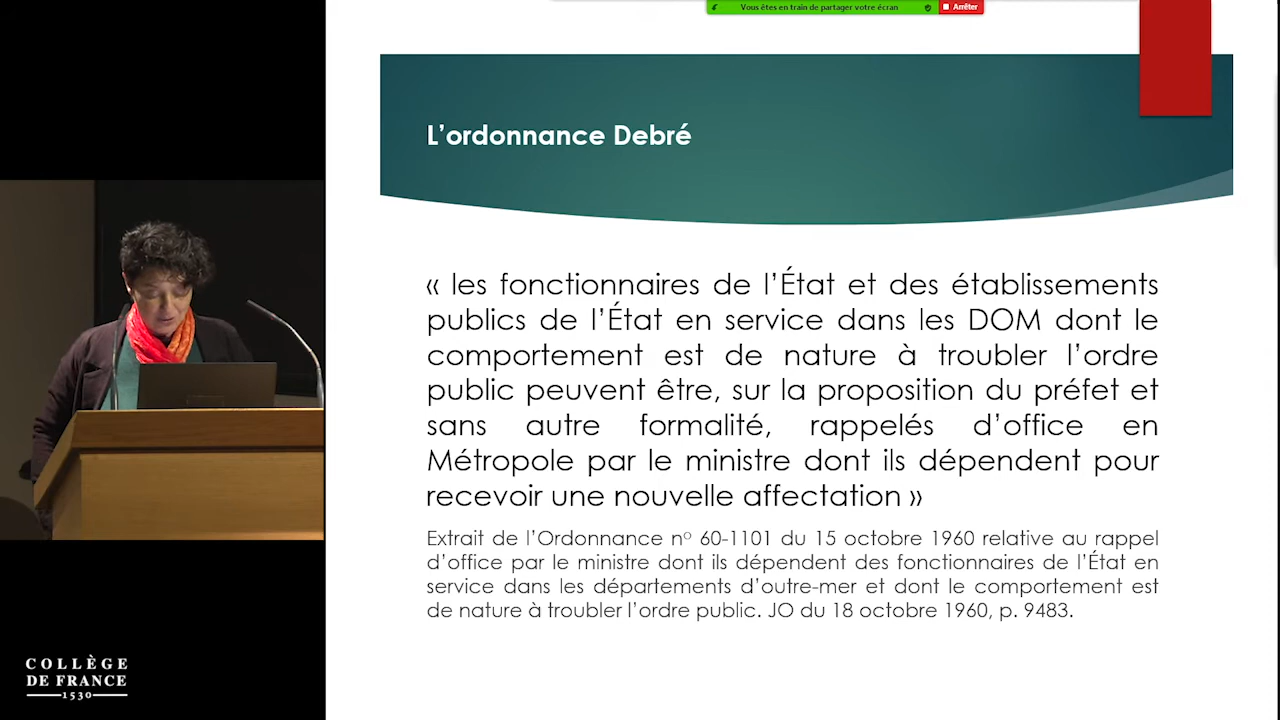 Vous êtes en train de partager votre écran
Arrêter
L'ordonnance Debré
« les fonctionnaires de l'État et des établissements
publics de l'État en service dans les DOM dont le
comportement est de nature à troubler l'ordre
public peuvent être, sur la proposition du préfet et
sans autre formalité, rappelés d'office en
Métropole par le ministre dont ils dépendent pour
recevoir une nouvelle affectation »
Extrait de l'Ordonnance nº 60-1101 du 15 octobre 1960 relative au rappel
d'office par le ministre dont ils dépendent des fonctionnaires de l'État en
service dans les départements d'outre-mer et dont le comportement est
de nature à troubler l'ordre public. JO du 18 octobre 1960, p. 9483.
COLLÈGE
DE FRANCE
1530